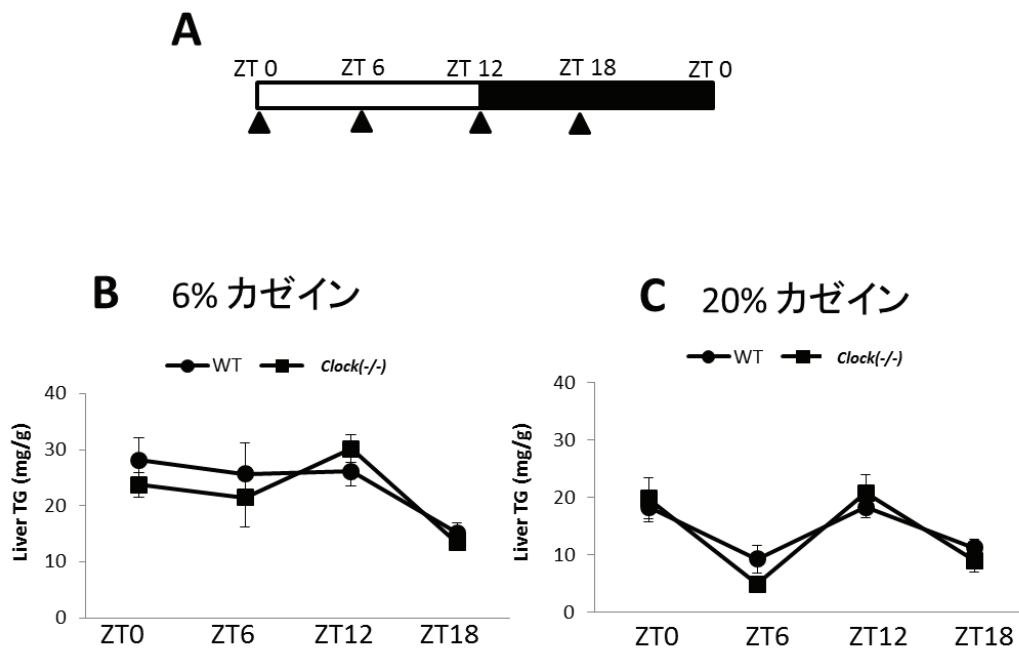 A
ZT 0 ZT 6 ZT 12 ZT 18 ZT 0
B 6% カゼイン
WT Clock(-/-)
Liver TG (mg/g)
40
30
20
10
0
ZT0 ZT6 ZT12 ZT18
C 20% カゼイン
WT Clock(-/-)
Liver TG (mg/g)
40
30
20
10
0
ZT0 ZT6 ZT12 ZT18